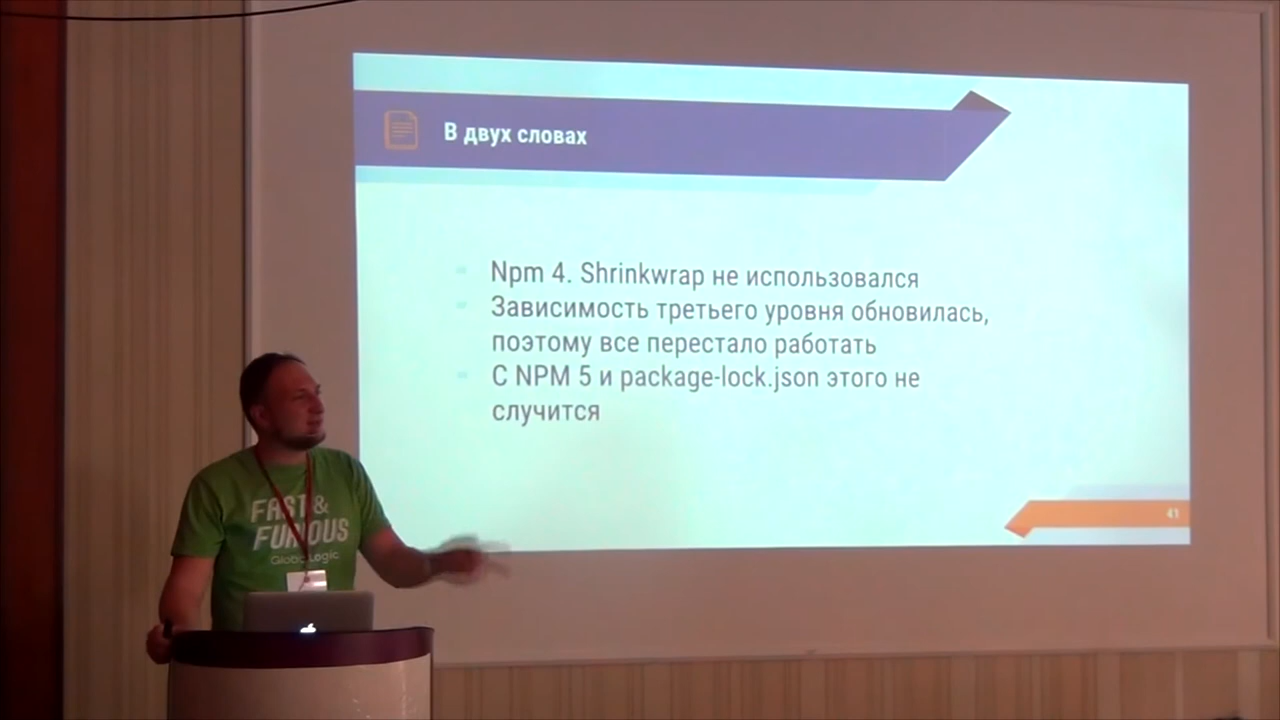 В двух словах
Npm 4. Shrinkwrap не использовался
Зависимость третьего уровня обновилась,
поэтому все перестало работать
С NPM 5 и package-lock.json этого не
случится
41
FAST &
FURIOUS
GlobalLogic